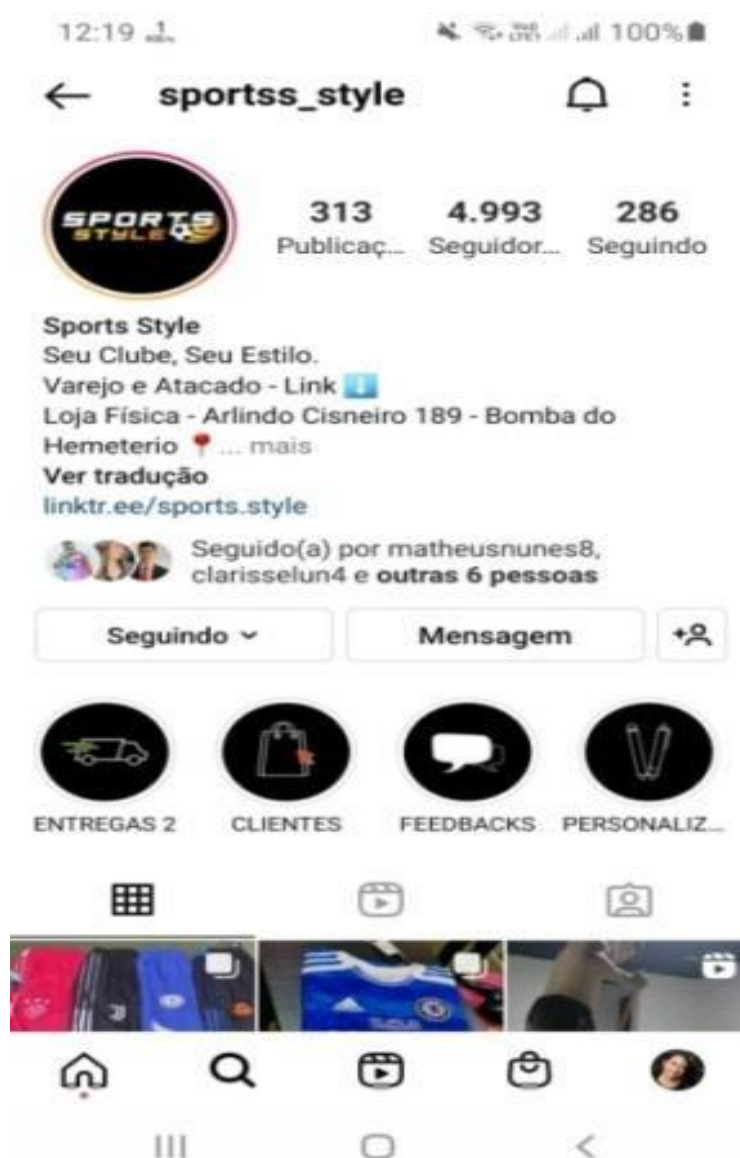 12:19
100%
sportss_style
SPORTS
STYLE
313
4.993
286
Publicaç...
Seguidor...
Seguindo
Sports Style
Seu Clube, Seu Estilo.
Varejo e Atacado - Link ⬇️
Loja Física - Arlindo Cisneiro 189 - Bomba do
Hemeterio 📍... mais
Ver tradução
linktr.ee/sports.style
Seguido(a) por matheusnunes8,
clarisselun4 e outras 6 pessoas
Seguindo
Mensagem
ENTREGAS 2
CLIENTES
FEEDBACKS
PERSONALIZ...